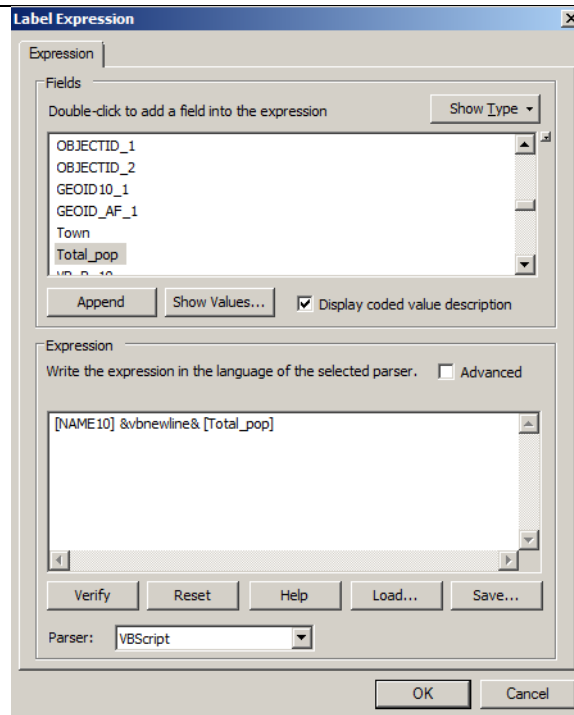 Label Expression
Expression
Fields
Double-click to add a field into the expression
Show Type
OBJECTID_1
OBJECTID_2
GEOID10_1
GEOID_AF_1
Town
Total_pop
Append
Show Values...
Display coded value description
Expression
Write the expression in the language of the selected parser.
Advanced
[NAME10] &vbnewline& [Total_pop]
Verify
Reset
Help
Load...
Save...
Parser:
VBScript
OK
Cancel